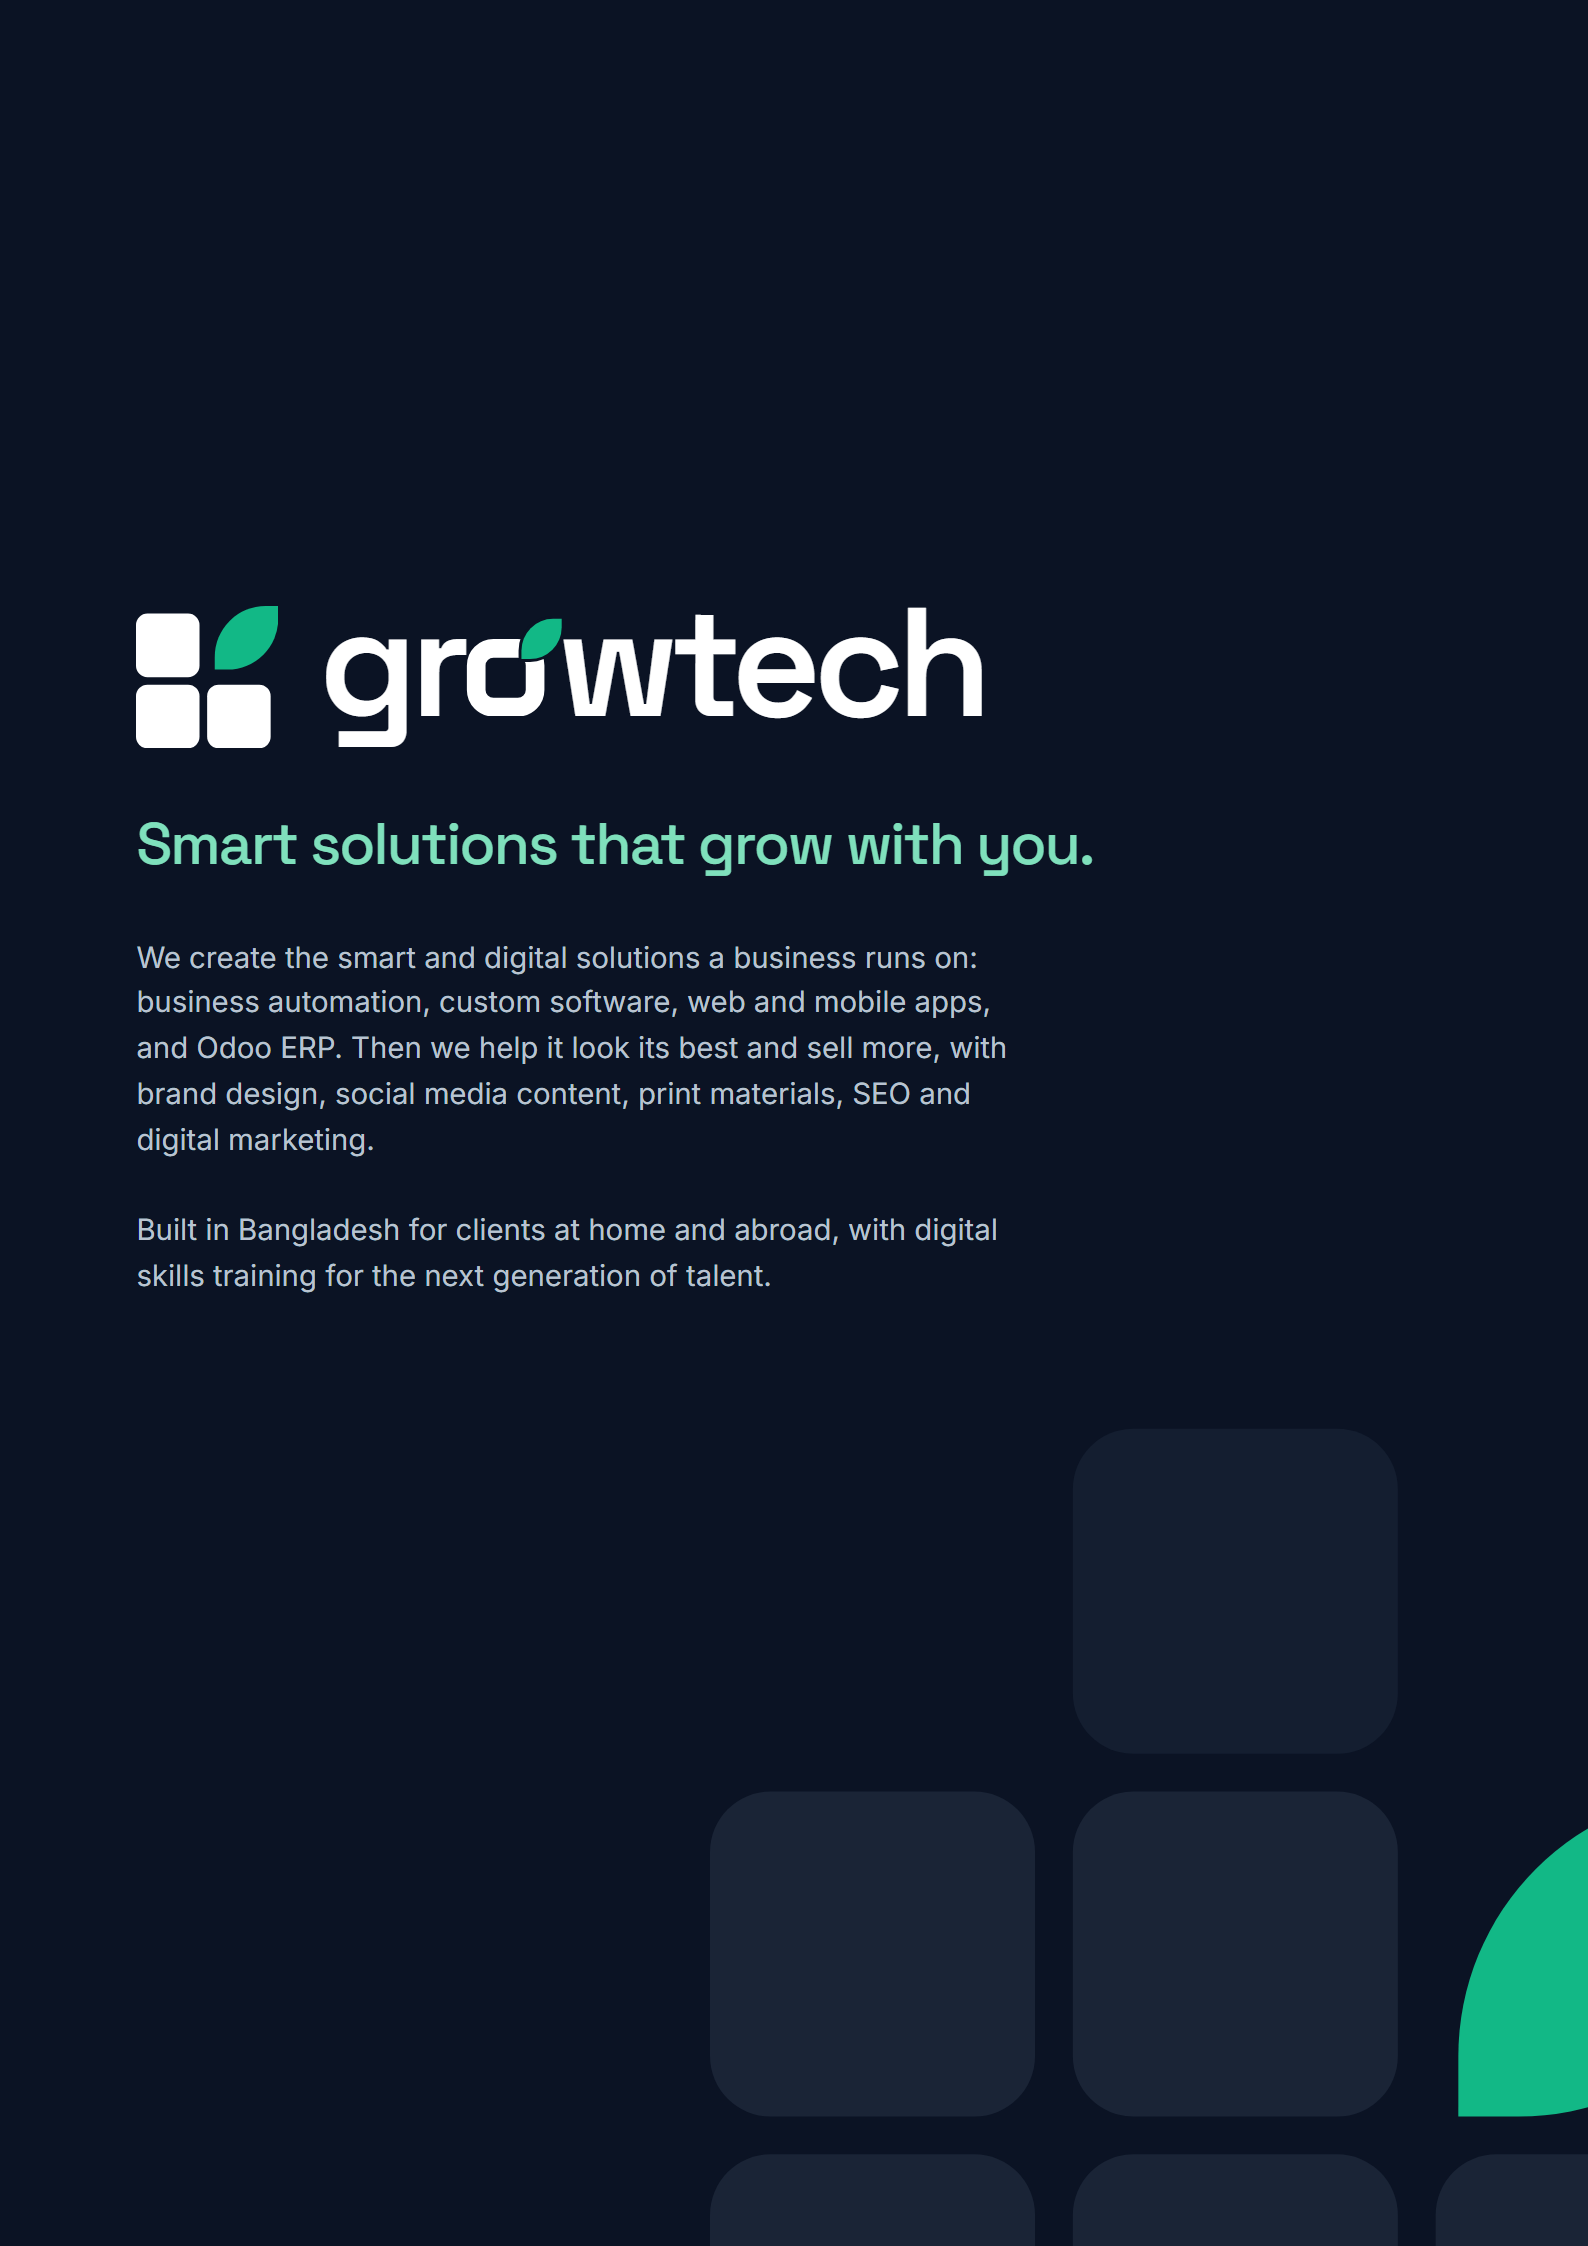 growtech
Smart solutions that grow with you.
We create the smart and digital solutions a business runs on:
business automation, custom software, web and mobile apps,
and Odoo ERP. Then we help it look its best and sell more, with
brand design, social media content, print materials, SEO and
digital marketing.
Built in Bangladesh for clients at home and abroad, with digital
skills training for the next generation of talent.